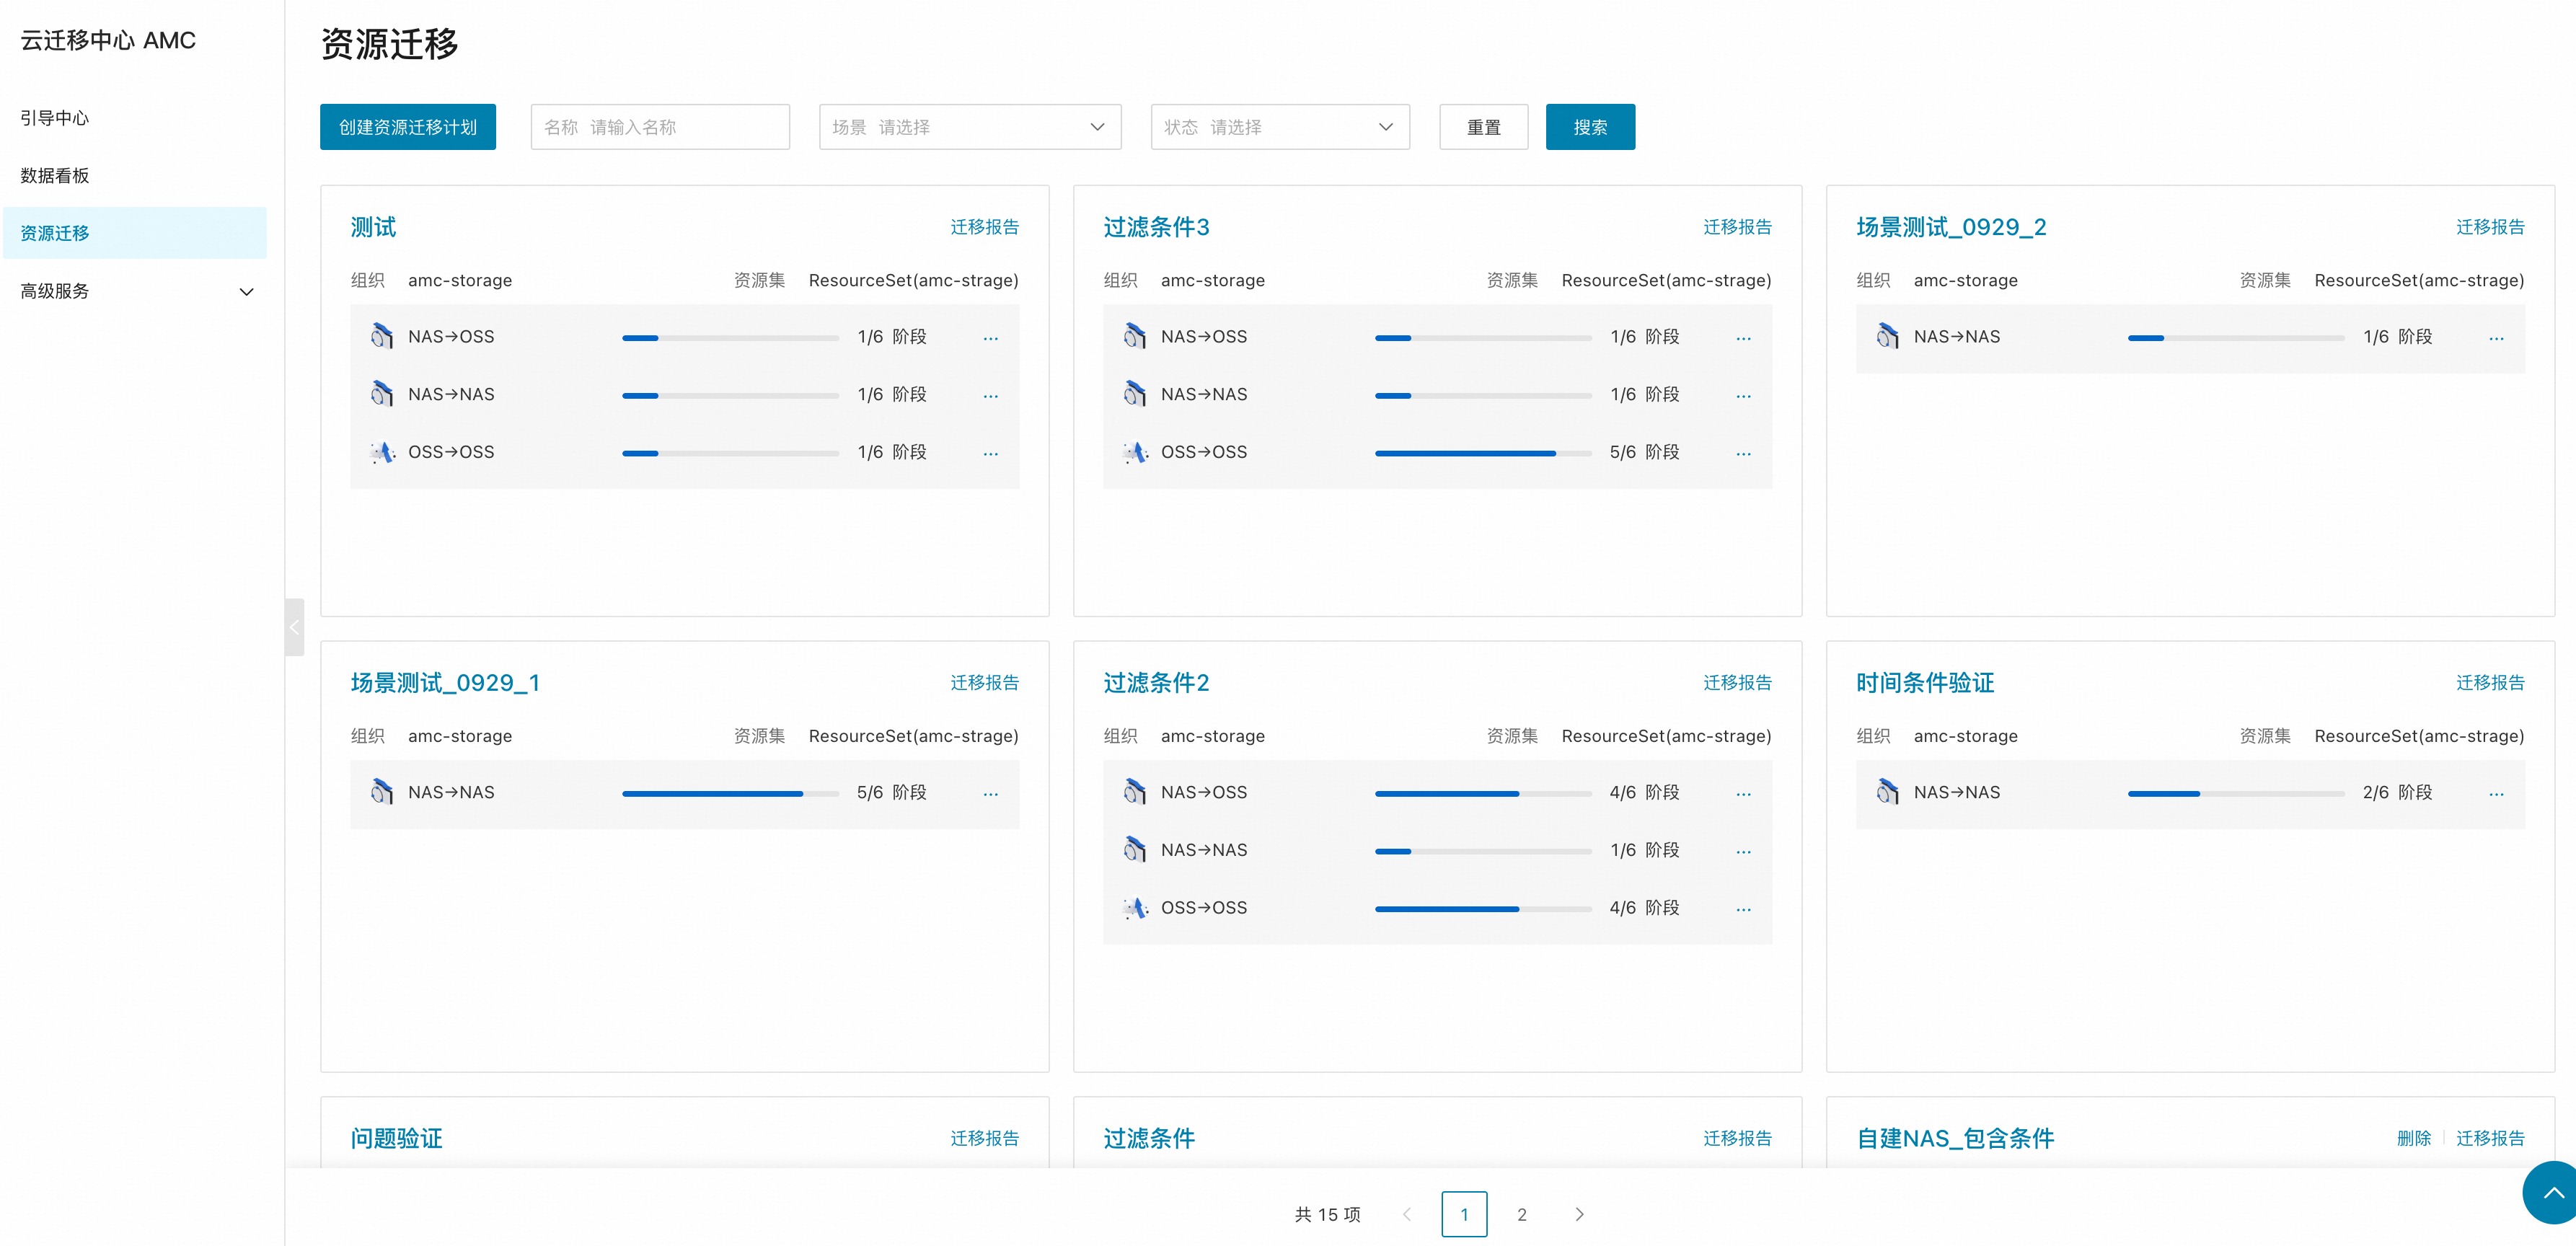 云迁移中心 AMC
引导中心
数据看板
资源迁移
高级服务
资源迁移
创建资源迁移计划 名称 请输入名称 场景 请选择 状态 请选择 重置 搜索
测试 迁移报告
组织 amc-storage 资源集 ResourceSet(amc-strage)
NAS→OSS 1/6 阶段 ...
NAS→NAS 1/6 阶段 ...
OSS→OSS 1/6 阶段 ...
过滤条件3 迁移报告
组织 amc-storage 资源集 ResourceSet(amc-strage)
NAS→OSS 1/6 阶段 ...
NAS→NAS 1/6 阶段 ...
OSS→OSS 5/6 阶段 ...
场景测试_0929_2 迁移报告
组织 amc-storage 资源集 ResourceSet(amc-strage)
NAS→NAS 1/6 阶段 ...
场景测试_0929_1 迁移报告
组织 amc-storage 资源集 ResourceSet(amc-strage)
NAS→NAS 5/6 阶段 ...
过滤条件2 迁移报告
组织 amc-storage 资源集 ResourceSet(amc-strage)
NAS→OSS 4/6 阶段 ...
NAS→NAS 1/6 阶段 ...
OSS→OSS 4/6 阶段 ...
时间条件验证 迁移报告
组织 amc-storage 资源集 ResourceSet(amc-strage)
NAS→NAS 2/6 阶段 ...
问题验证 迁移报告
过滤条件 迁移报告
自建NAS_包含条件 删除 迁移报告
共 15 项 1 2